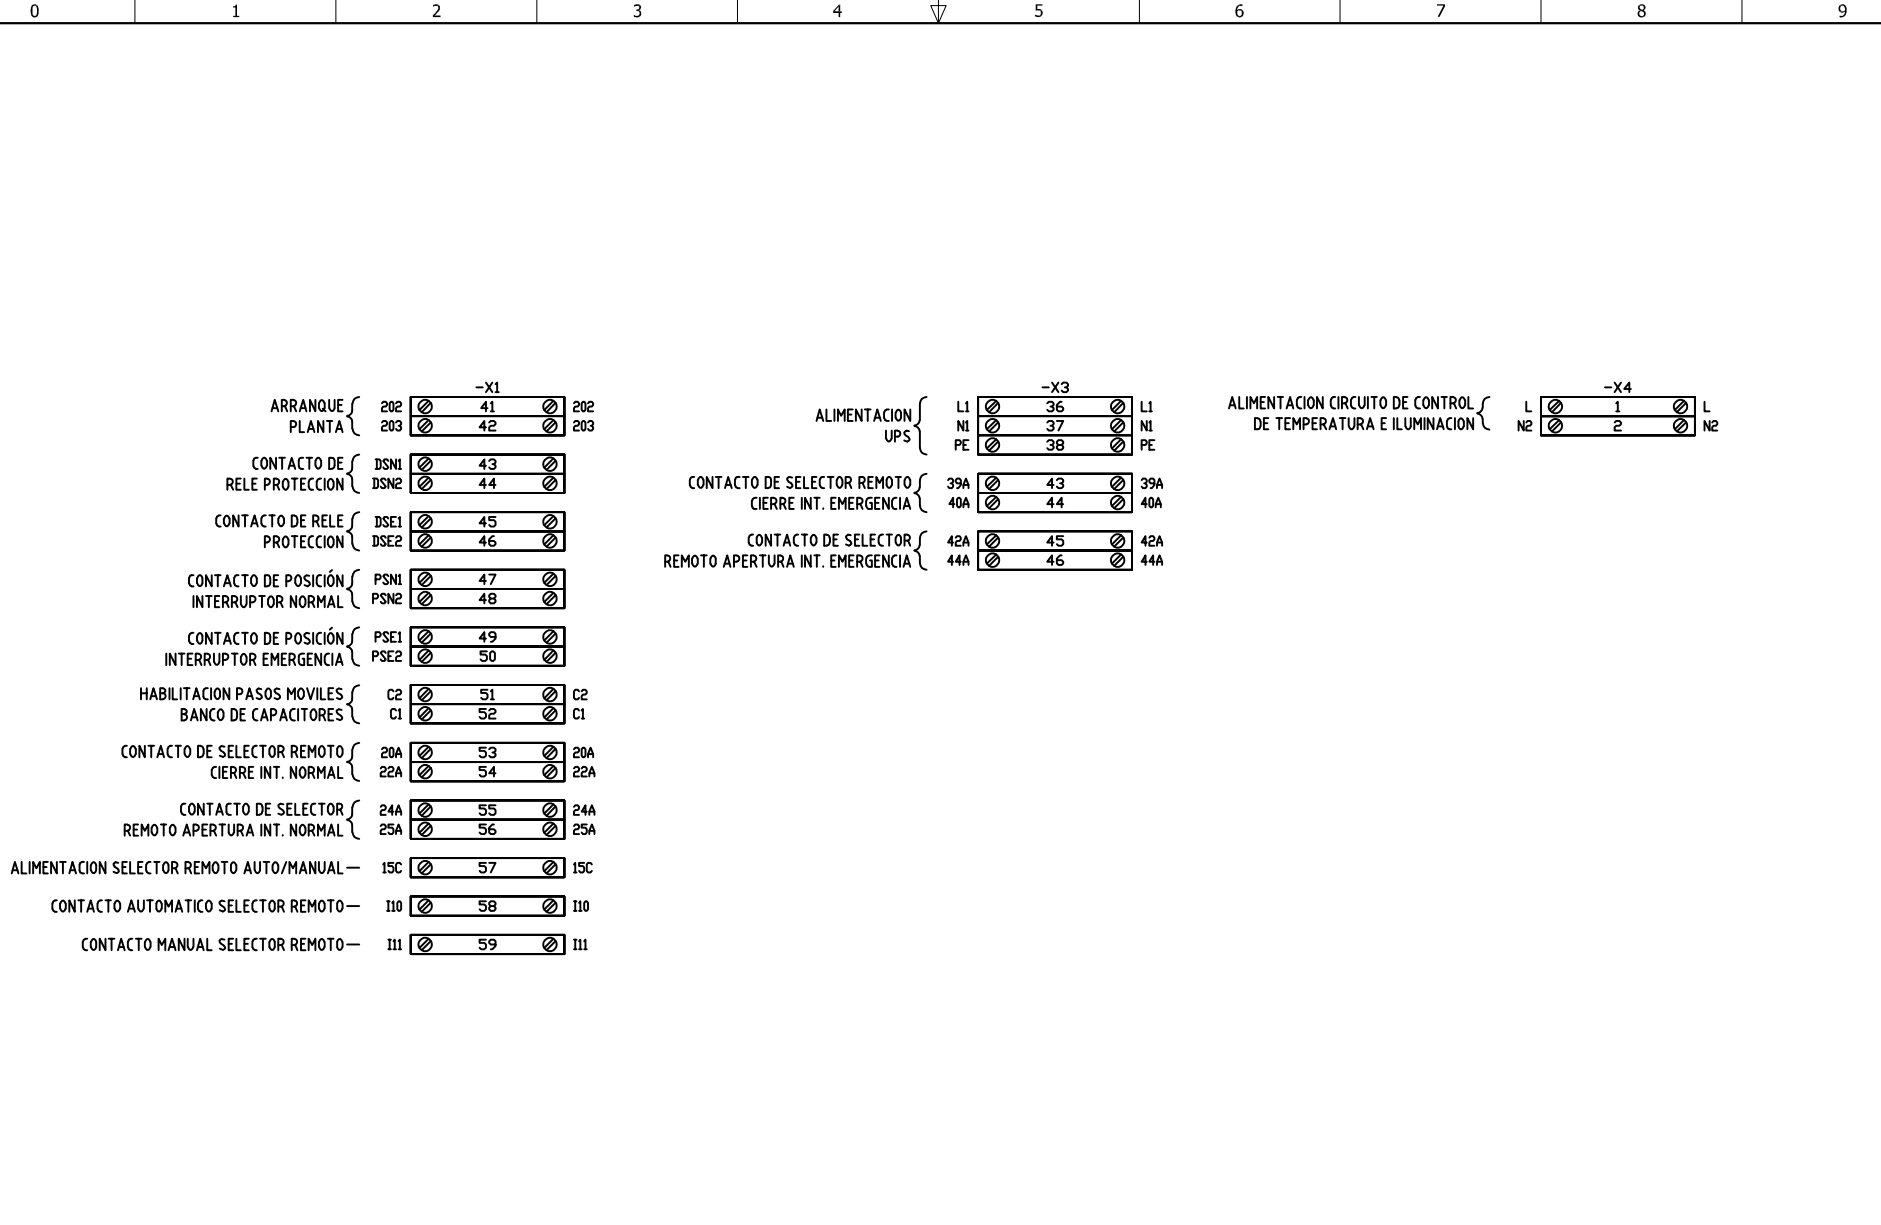 0 1 2 3 4 5 6 7 8 9
-X1
ARRANQUE 202 41 202
PLANTA 203 42 203
CONTACTO DE DSN1 43
RELE PROTECCION DSN2 44
CONTACTO DE RELE DSE1 45
PROTECCION DSE2 46
CONTACTO DE POSICIÓN PSN1 47
INTERRUPTOR NORMAL PSN2 48
CONTACTO DE POSICIÓN PSE1 49
INTERRUPTOR EMERGENCIA PSE2 50
HABILITACION PASOS MOVILES C2 51 C2
BANCO DE CAPACITORES C1 52 C1
CONTACTO DE SELECTOR REMOTO 20A 53 20A
CIERRE INT. NORMAL 22A 54 22A
CONTACTO DE SELECTOR 24A 55 24A
REMOTO APERTURA INT. NORMAL 25A 56 25A
ALIMENTACION SELECTOR REMOTO AUTO/MANUAL 15C 57 15C
CONTACTO AUTOMATICO SELECTOR REMOTO I10 58 I10
CONTACTO MANUAL SELECTOR REMOTO I11 59 I11
-X3
ALIMENTACION L1 36 L1
UPS N1 37 N1
PE 38 PE
CONTACTO DE SELECTOR REMOTO 39A 43 39A
CIERRE INT. EMERGENCIA 40A 44 40A
CONTACTO DE SELECTOR 42A 45 42A
REMOTO APERTURA INT. EMERGENCIA 44A 46 44A
-X4
ALIMENTACION CIRCUITO DE CONTROL L 1 L
DE TEMPERATURA E ILUMINACION N2 2 N2